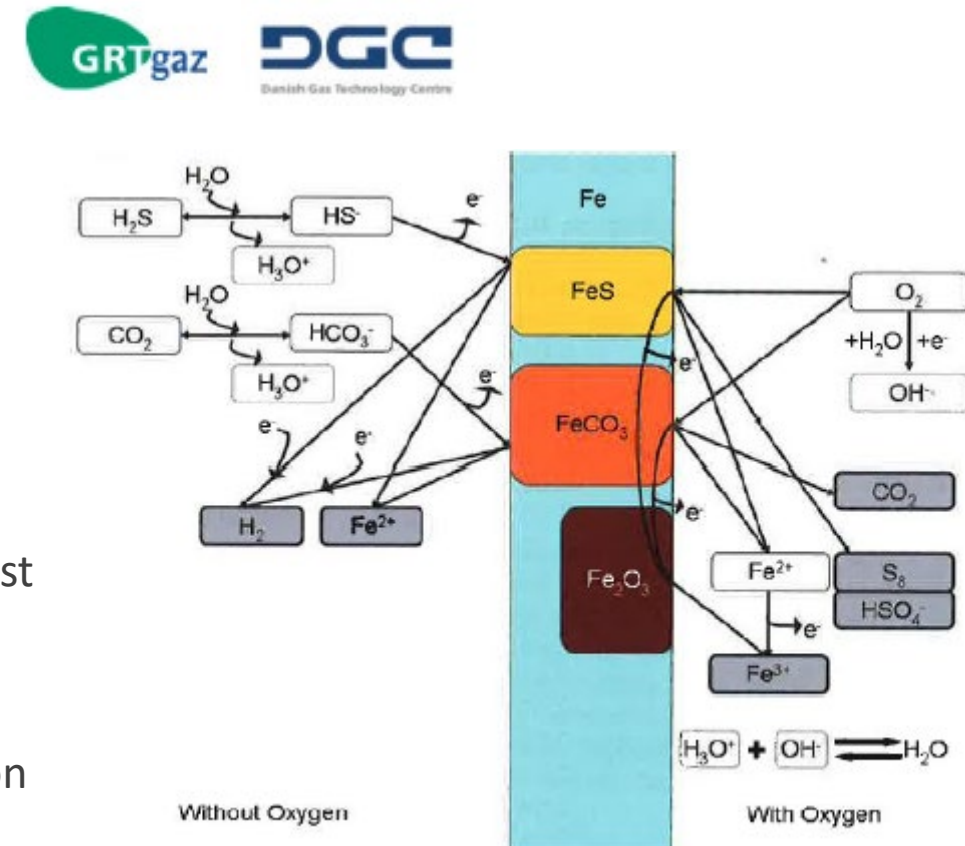 GRTgaz
DGC
Danish Gas Technology Centre
H₂O
H₂S
HS⁻
H₃O⁺
e⁻
H₂O
CO₂
HCO₃⁻
H₃O⁺
e⁻
e⁻
e⁻
H₂
Fe²⁺
Fe
FeS
FeCO₃
Fe₂O₃
O₂
+H₂O
+e⁻
OH⁻
e⁻
e⁻
CO₂
Fe²⁺
S₈
HSO₄⁻
e⁻
Fe³⁺
H₃O⁺ + OH⁻ H₂O
st
on
Without Oxygen
With Oxygen